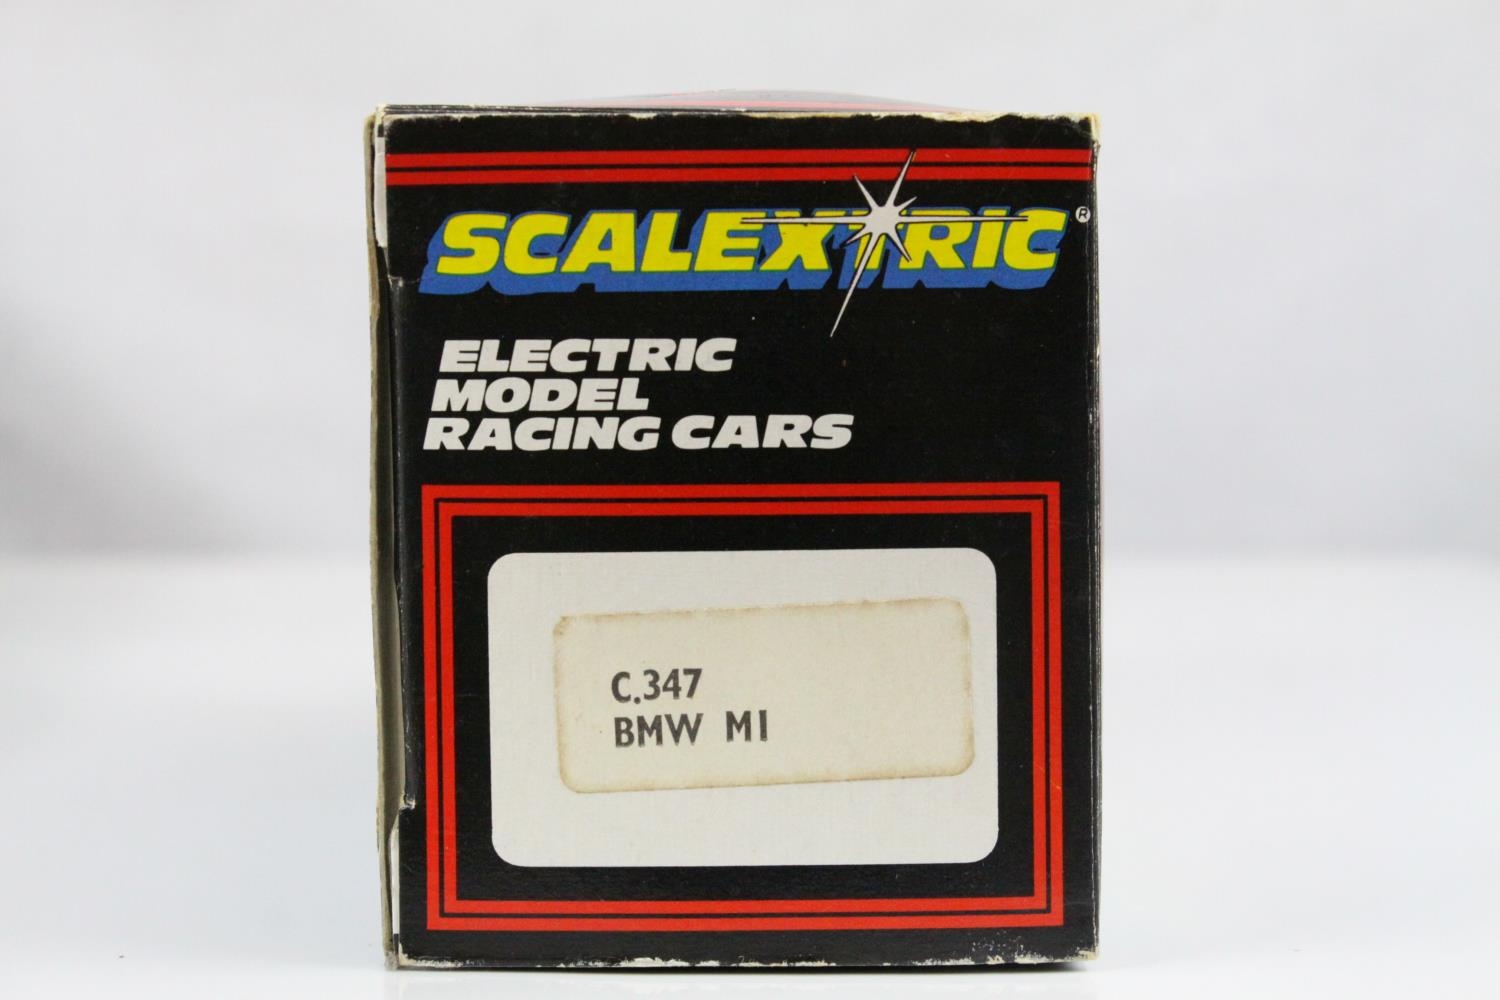 SCALEXTRIC®
ELECTRIC
MODEL
RACING CARS
C.347
BMW M1